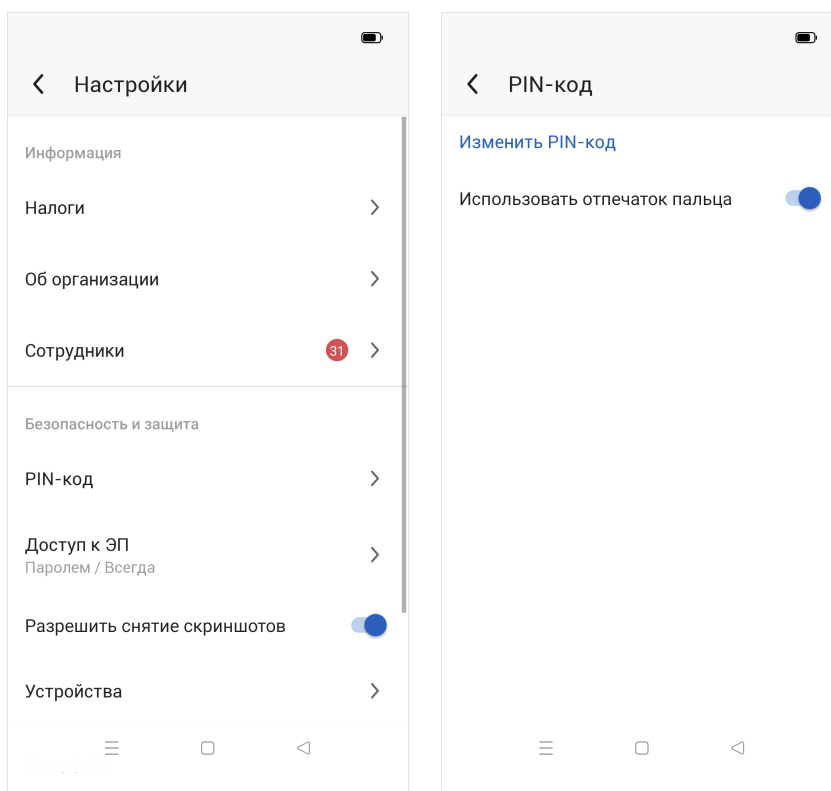 Настройки
Информация
Налоги
Об организации
Сотрудники 31
Безопасность и защита
PIN-код
Доступ к ЭП
Паролем / Всегда
Разрешить снятие скриншотов
Устройства
PIN-код
Изменить PIN-код
Использовать отпечаток пальца